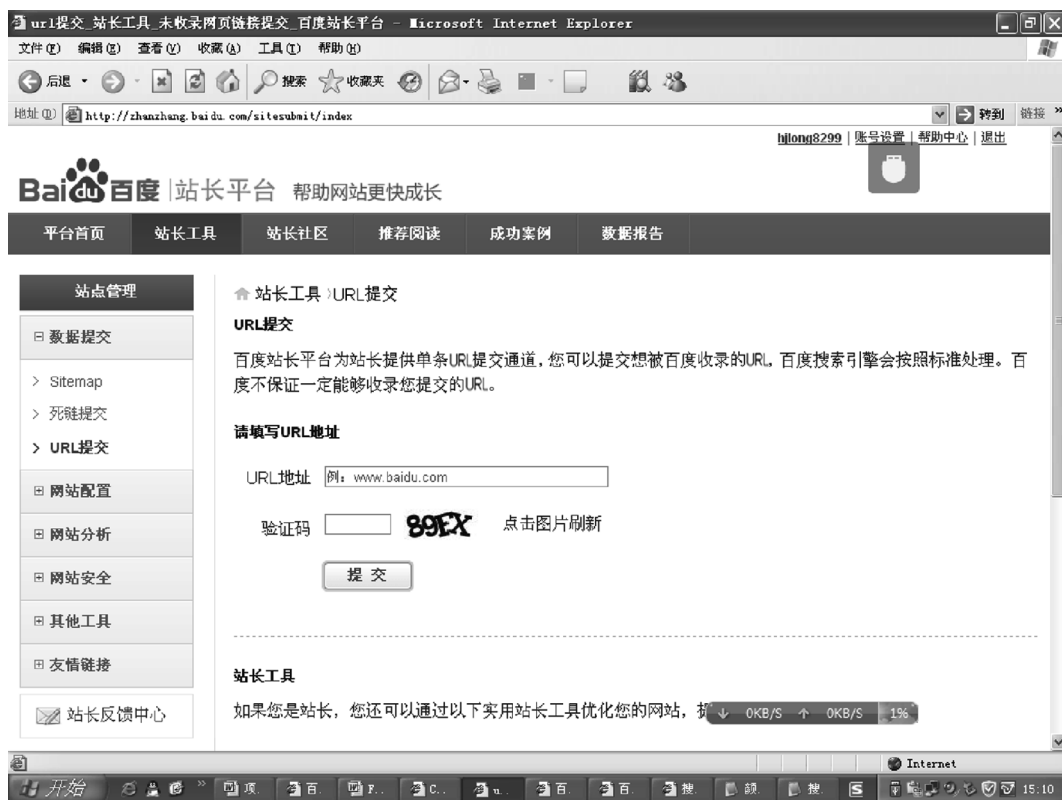 url提交_站长工具_未收录网页链接提交_百度站长平台 - Microsoft Internet Explorer
文件(F) 编辑(E) 查看(V) 收藏(A) 工具(T) 帮助(H)
后退 搜索 收藏夹
地址(D) http://zhanzhang.baidu.com/sitesubmit/index 转到 链接 »
hjlong8299 | 账号设置 | 帮助中心 | 退出
Bai du 百度 | 站长平台 帮助网站更快成长
平台首页 站长工具 站长社区 推荐阅读 成功案例 数据报告
站点管理
数据提交
> Sitemap
> 死链提交
> URL提交
网站配置
网站分析
网站安全
其他工具
友情链接
站长反馈中心
站长工具 URL提交
URL提交
百度站长平台为站长提供单条URL提交通道，您可以提交想被百度收录的URL，百度搜索引擎会按照标准处理。百
度不保证一定能够收录您提交的URL。
请填写URL地址
URL地址 例：www.baidu.com
验证码 89EX 点击图片刷新
提 交
站长工具
如果您是站长，您还可以通过以下实用站长工具优化您的网站，
↓ 0KB/S ↑ 0KB/S 1%
Internet
开始 » 项. 百. F.. C.. u.. 百. 百. 搜. 搜. S 15:10